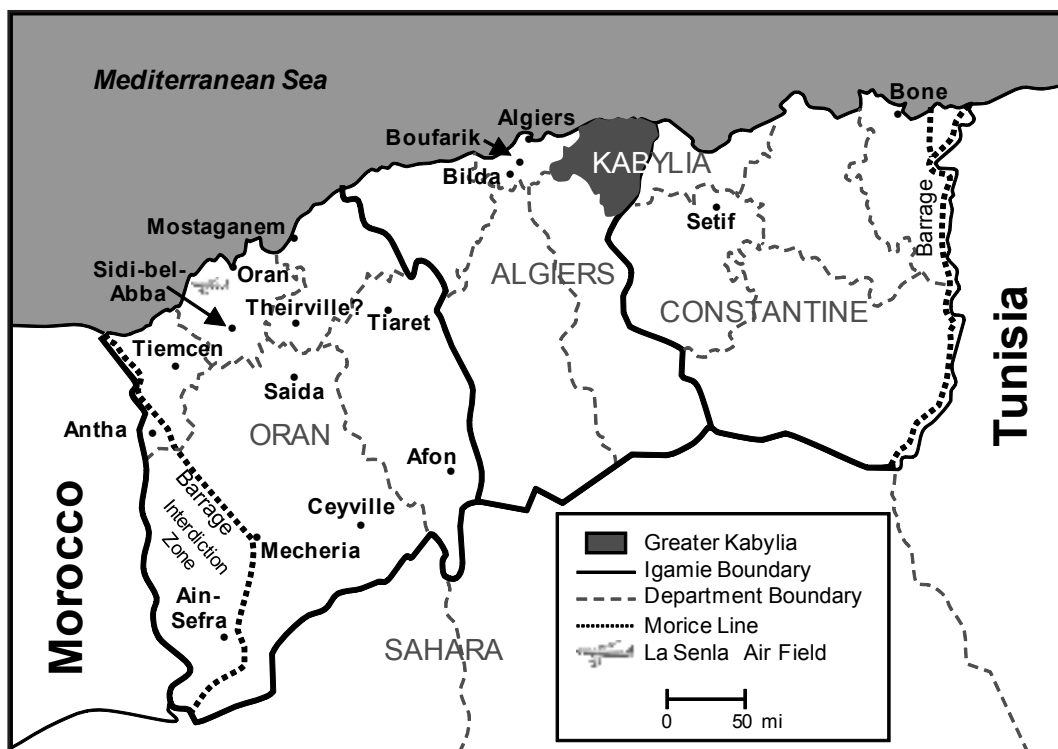 Mediterranean Sea
Bone
Algiers
Boufarik
KABYLIA
Bilda
Barrage
Setif
Mostaganem
Sidi-bel-
Abba
Oran
ALGIERS
Theirville?
Tiaret
CONSTANTINE
Tunisia
Tiemcen
Saida
Antha
ORAN
Afon
Barrage
Interdiction
Zone
Ceyville
Mecheria
Morocco
Ain-
Sefra
SAHARA
Greater Kabylia
Igamie Boundary
Department Boundary
Morice Line
La Senla Air Field
0 50 mi